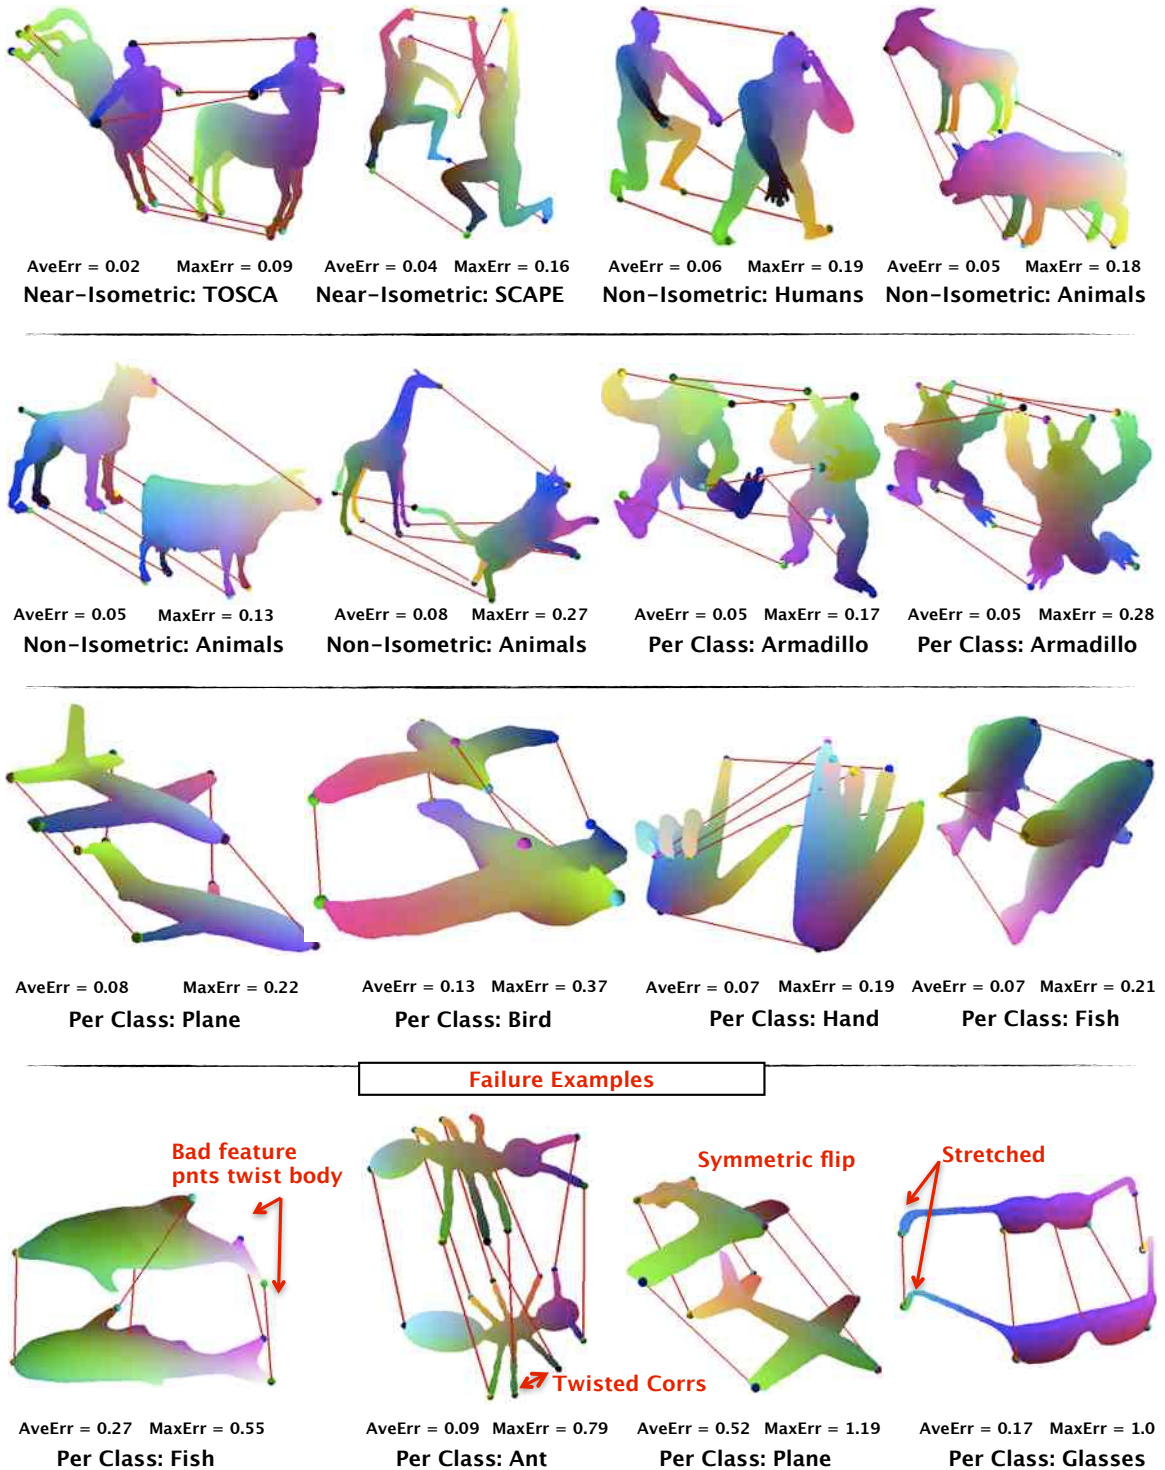 AveErr = 0.02 MaxErr = 0.09 AveErr = 0.04 MaxErr = 0.16 AveErr = 0.06 MaxErr = 0.19 AveErr = 0.05 MaxErr = 0.18
Near-Isometric: TOSCA Near-Isometric: SCAPE Non-Isometric: Humans Non-Isometric: Animals
AveErr = 0.05 MaxErr = 0.13 AveErr = 0.08 MaxErr = 0.27 AveErr = 0.05 MaxErr = 0.17 AveErr = 0.05 MaxErr = 0.28
Non-Isometric: Animals Non-Isometric: Animals Per Class: Armadillo Per Class: Armadillo
AveErr = 0.08 MaxErr = 0.22 AveErr = 0.13 MaxErr = 0.37 AveErr = 0.07 MaxErr = 0.19 AveErr = 0.07 MaxErr = 0.21
Per Class: Plane Per Class: Bird Per Class: Hand Per Class: Fish
Failure Examples
Bad feature
pnts twist body
Symmetric flip
Stretched
Twisted Corrs
AveErr = 0.27 MaxErr = 0.55 AveErr = 0.09 MaxErr = 0.79 AveErr = 0.52 MaxErr = 1.19 AveErr = 0.17 MaxErr = 1.0
Per Class: Fish Per Class: Ant Per Class: Plane Per Class: Glasses